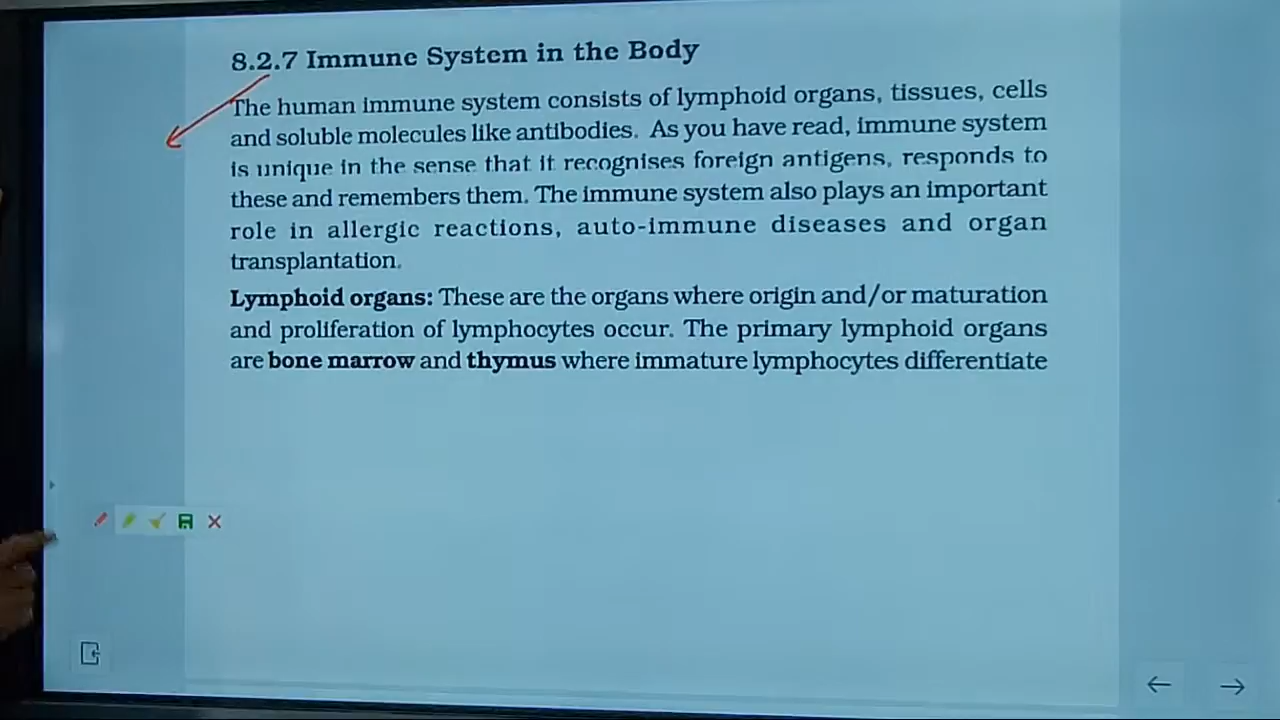 8.2.7 Immune System in the Body
The human immune system consists of lymphoid organs, tissues, cells
and soluble molecules like antibodies. As you have read, immune system
is unique in the sense that it recognises foreign antigens, responds to
these and remembers them. The immune system also plays an important
role in allergic reactions, auto-immune diseases and organ
transplantation.
Lymphoid organs: These are the organs where origin and/or maturation
and proliferation of lymphocytes occur. The primary lymphoid organs
are bone marrow and thymus where immature lymphocytes differentiate